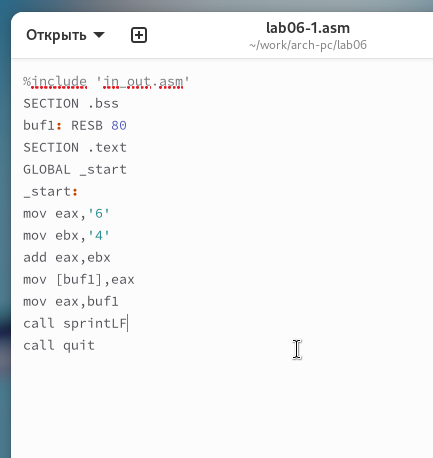 Открыть
lab06-1.asm
~/work/arch-pc/lab06
%include 'in_out.asm'
SECTION .bss
buf1: RESB 80
SECTION .text
GLOBAL _start
_start:
mov eax,'6'
mov ebx,'4'
add eax,ebx
mov [buf1],eax
mov eax,buf1
call sprintLF
call quit